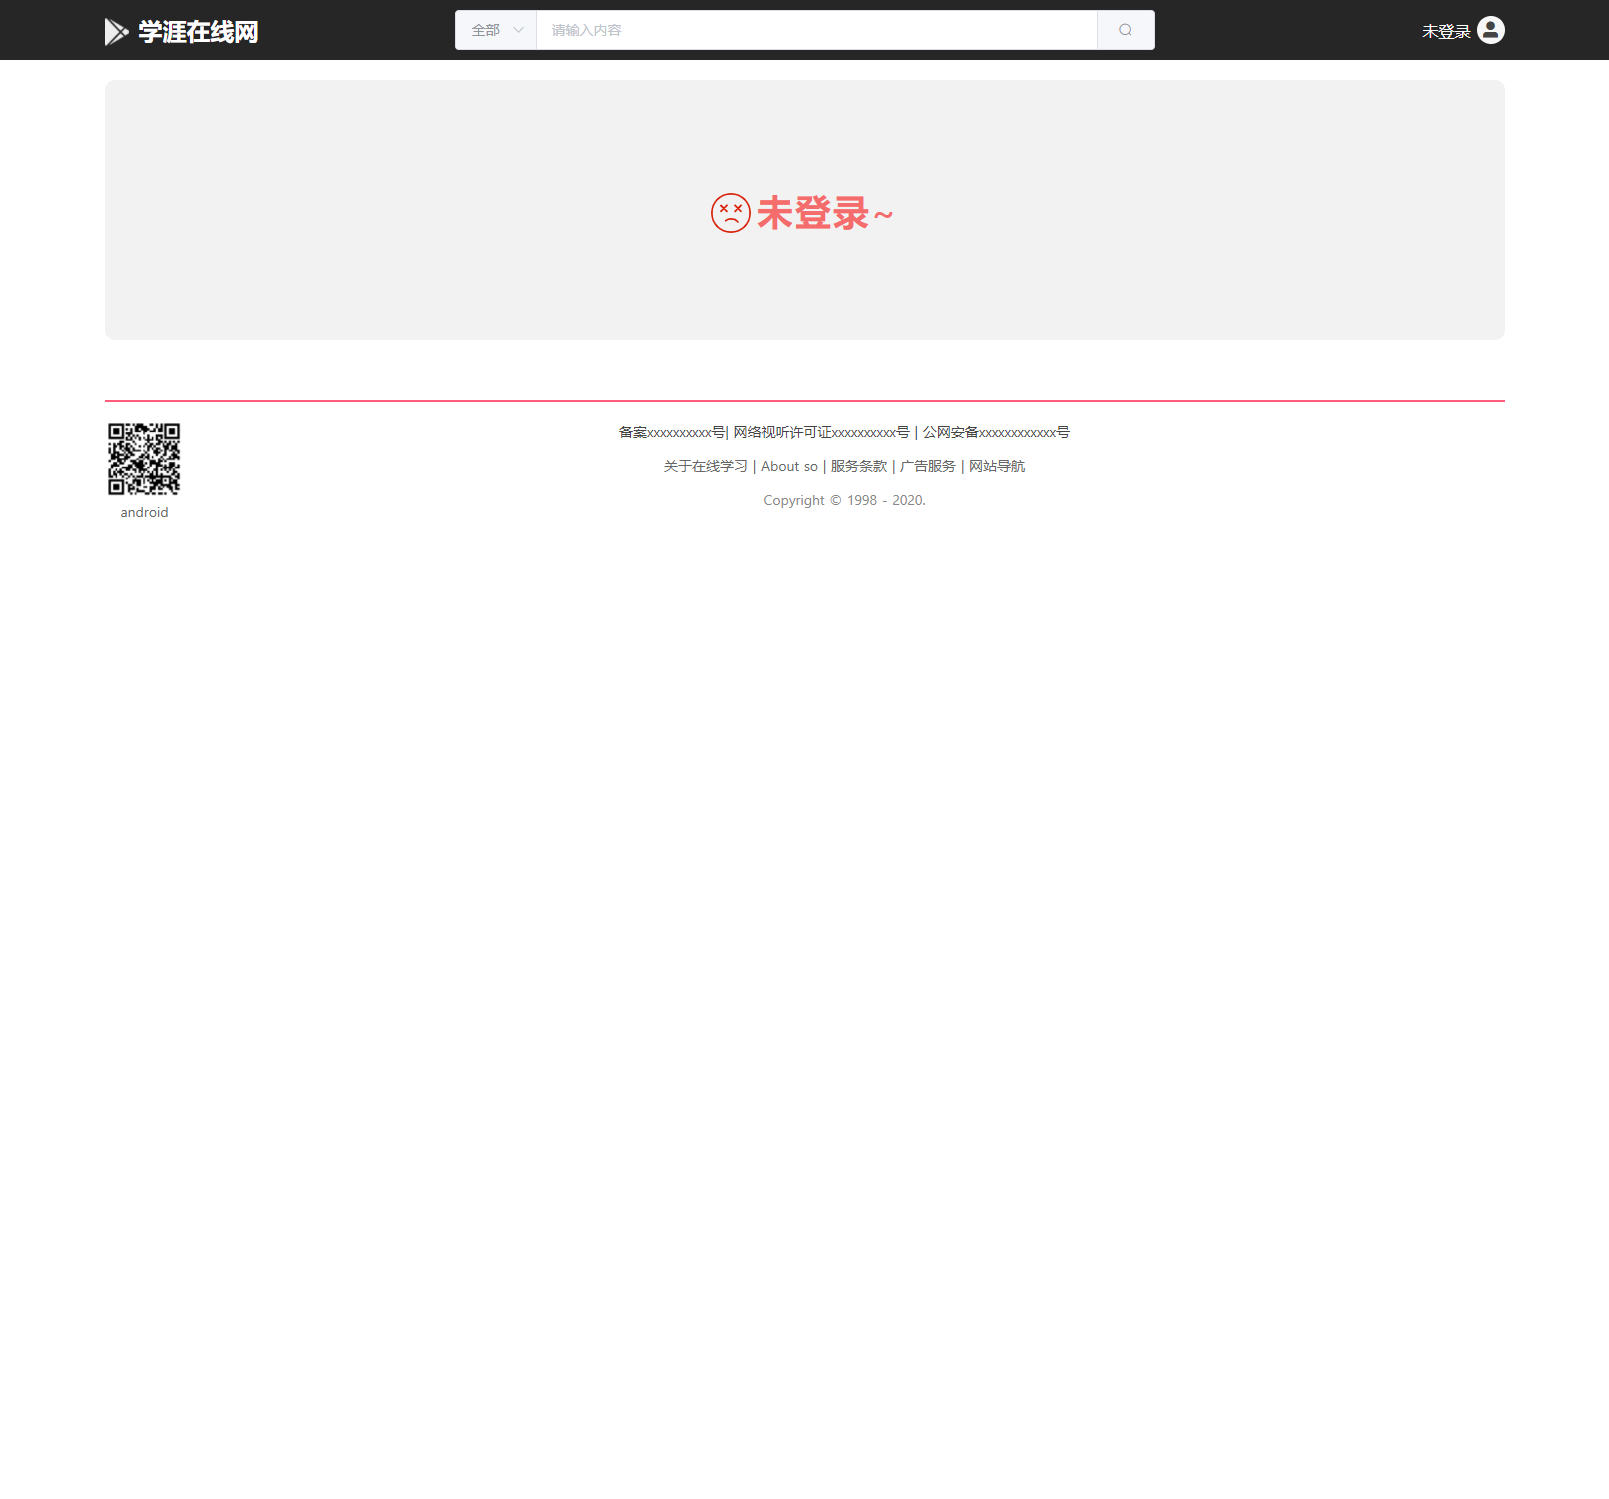 学涯在线网
全部
请输入内容
未登录
未登录~
备案xxxxxxxxxx号| 网络视听许可证xxxxxxxxxx号 | 公网安备xxxxxxxxxxxx号
关于在线学习 | About so | 服务条款 | 广告服务 | 网站导航
Copyright © 1998 - 2020.
android